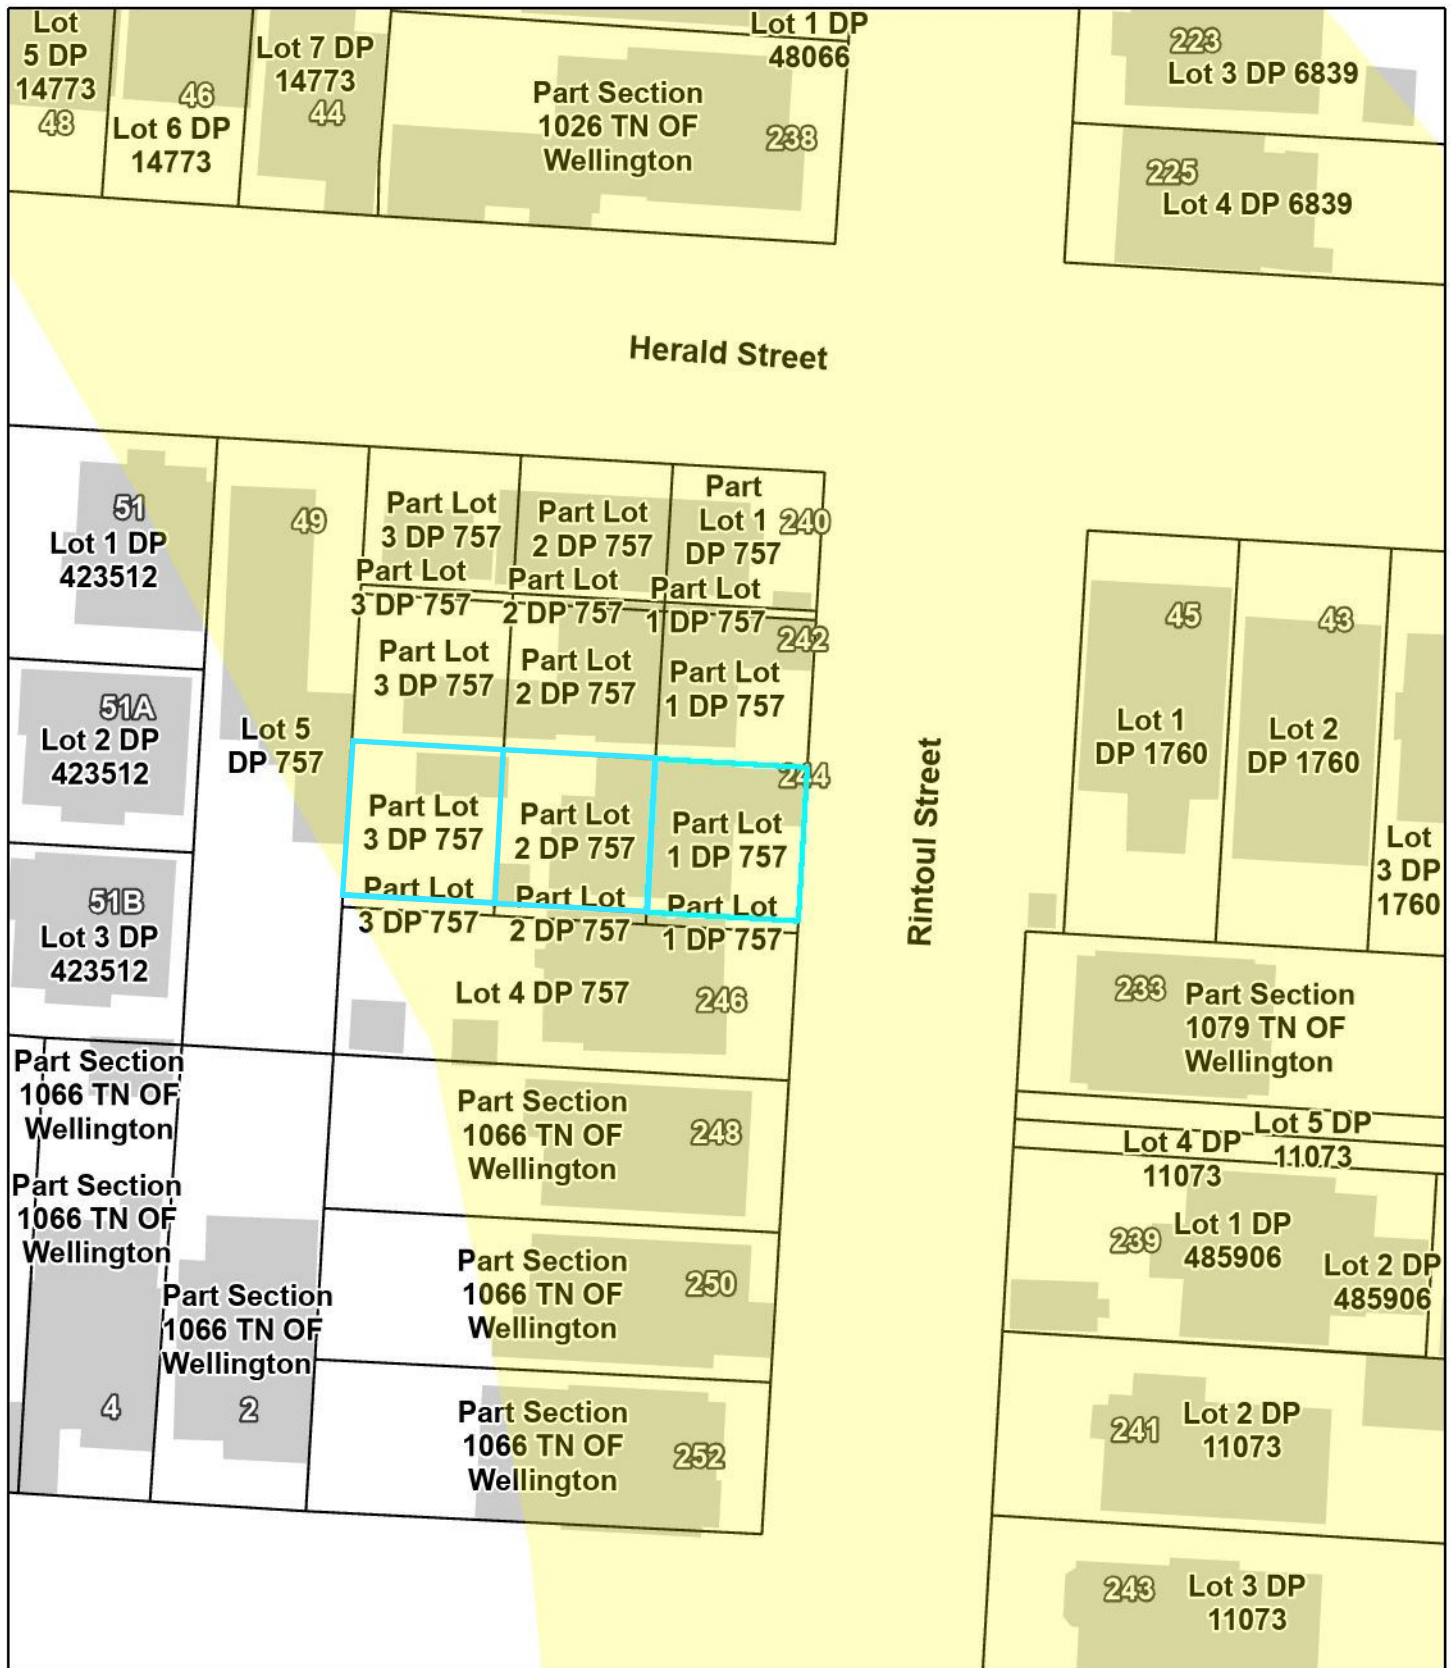 Lot
5 DP
14773
48
46
Lot 6 DP
14773
Lot 7 DP
14773
44
Part Section
1026 TN OF
Wellington
238
Lot 1 DP
48066
223
Lot 3 DP 6839
225
Lot 4 DP 6839
Herald Street
51
Lot 1 DP
423512
49
Part Lot
3 DP 757
Part Lot
2 DP 757
Part
Lot 1
DP 757
240
Part Lot
3 DP 757
Part Lot
2 DP 757
Part Lot
1 DP 757
242
Part Lot
3 DP 757
Part Lot
2 DP 757
Part Lot
1 DP 757
45
Lot 1
DP 1760
43
Lot 2
DP 1760
Lot
3 DP
1760
51A
Lot 2 DP
423512
Lot 5
DP 757
244
Part Lot
3 DP 757
Part Lot
2 DP 757
Part Lot
1 DP 757
Rintoul Street
51B
Lot 3 DP
423512
Part Lot
3 DP 757
Part Lot
2 DP 757
Part Lot
1 DP 757
Lot 4 DP 757
246
233
Part Section
1079 TN OF
Wellington
Part Section
1066 TN OF
Wellington
Part Section
1066 TN OF
Wellington
248
Lot 5 DP
11073
Lot 4 DP
11073
Part Section
1066 TN OF
Wellington
239
Lot 1 DP
485906
Lot 2 DP
485906
Part Section
1066 TN OF
Wellington
250
Part Section
1066 TN OF
Wellington
4
2
Part Section
1066 TN OF
Wellington
252
241
Lot 2 DP
11073
243
Lot 3 DP
11073